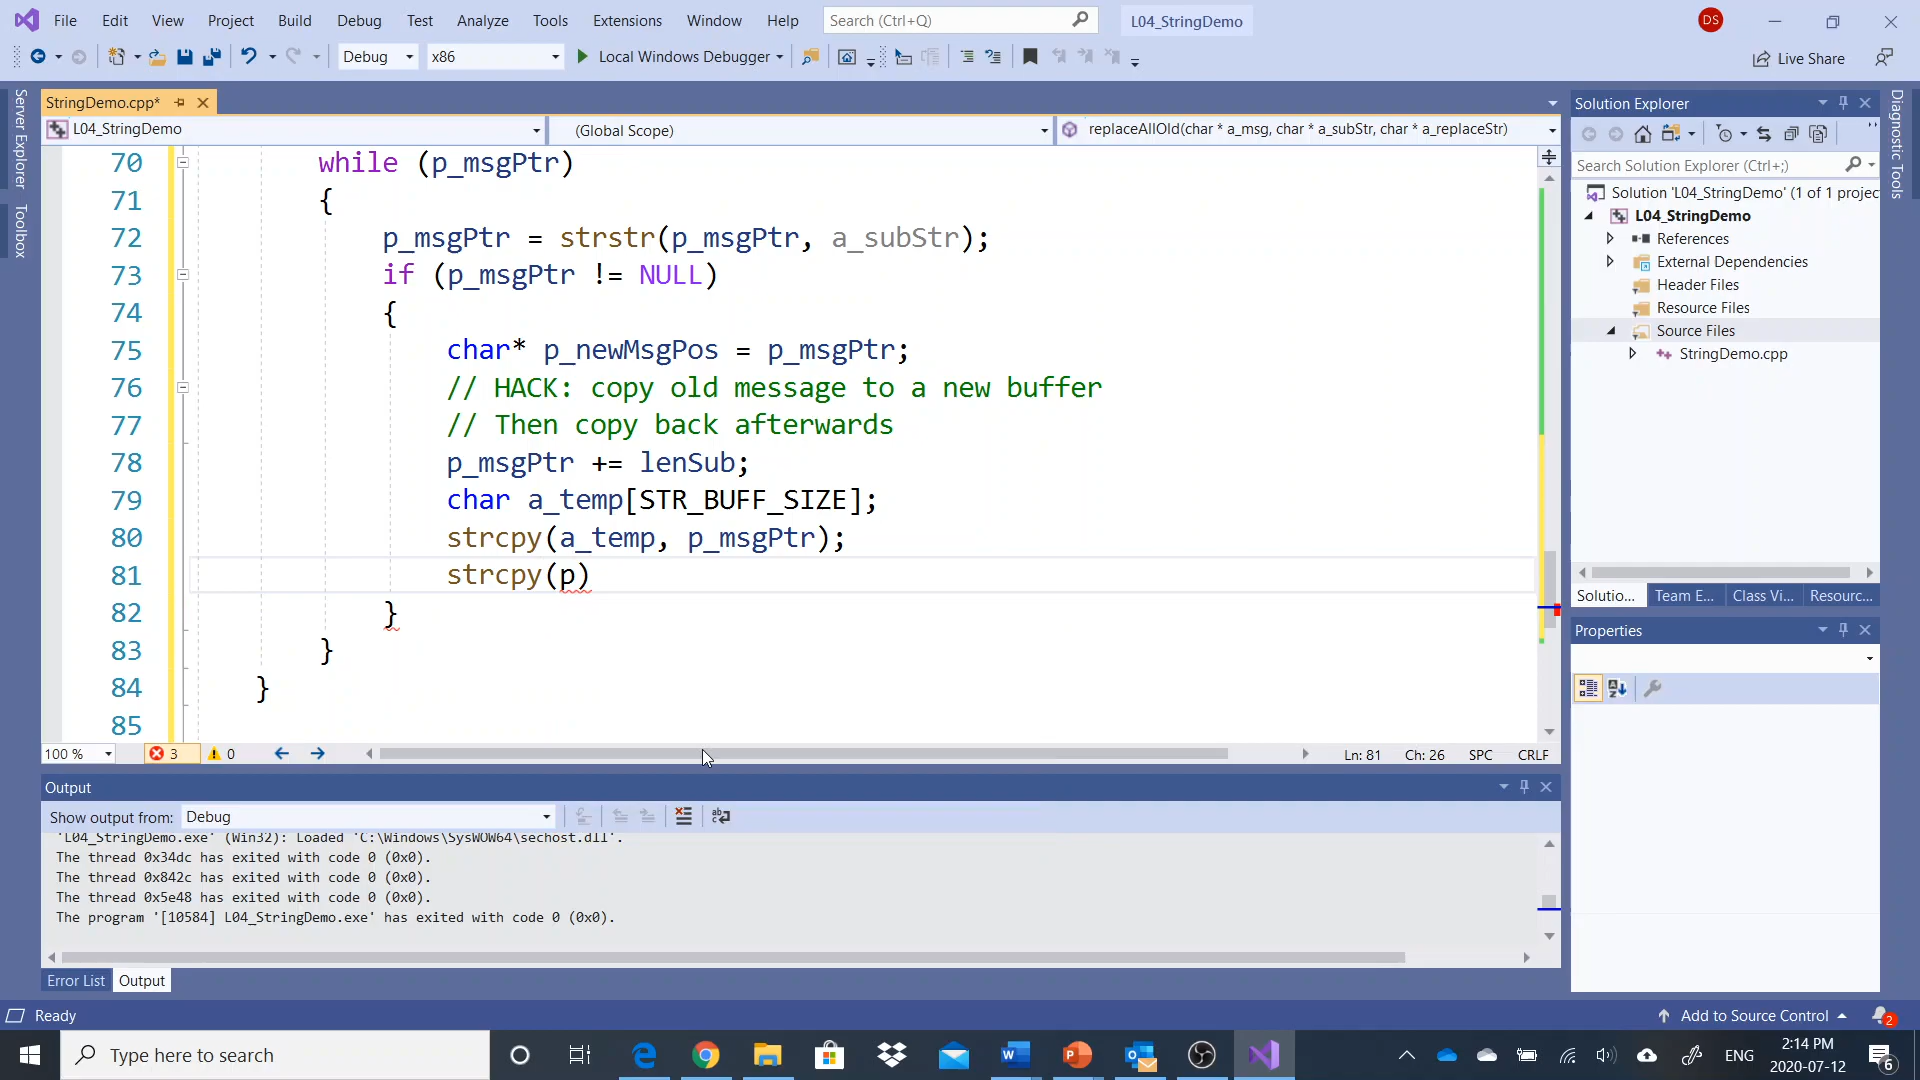 File Edit View Project Build Debug Test Analyze Tools Extensions Window Help Search (Ctrl+Q) L04_StringDemo DS
Debug x86 Local Windows Debugger Live Share
StringDemo.cpp*
L04_StringDemo (Global Scope) replaceAllOld(char * a_msg, char * a_subStr, char * a_replaceStr)
70 while (p_msgPtr)
71 {
72 p_msgPtr = strstr(p_msgPtr, a_subStr);
73 if (p_msgPtr != NULL)
74 {
75 char* p_newMsgPos = p_msgPtr;
76 // HACK: copy old message to a new buffer
77 // Then copy back afterwards
78 p_msgPtr += lenSub;
79 char a_temp[STR_BUFF_SIZE];
80 strcpy(a_temp, p_msgPtr);
81 strcpy(p)
82 }
83 }
84 }
85
100 % 3 0 Ln: 81 Ch: 26 SPC CRLF
Output
Show output from: Debug
'L04_StringDemo.exe' (Win32): Loaded 'C:\Windows\SysWOW64\sechost.dll'.
The thread 0x34dc has exited with code 0 (0x0).
The thread 0x842c has exited with code 0 (0x0).
The thread 0x5e48 has exited with code 0 (0x0).
The program '[10584] L04_StringDemo.exe' has exited with code 0 (0x0).
Error List Output
Server Explorer
Toolbox
Solution Explorer
Search Solution Explorer (Ctrl+;)
Solution 'L04_StringDemo' (1 of 1 projec
L04_StringDemo
References
External Dependencies
Header Files
Resource Files
Source Files
StringDemo.cpp
Solutio... Team E... Class Vi... Resourc...
Properties
Diagnostic Tools
Ready Add to Source Control 2
Type here to search ENG 2:14 PM
2020-07-12 6